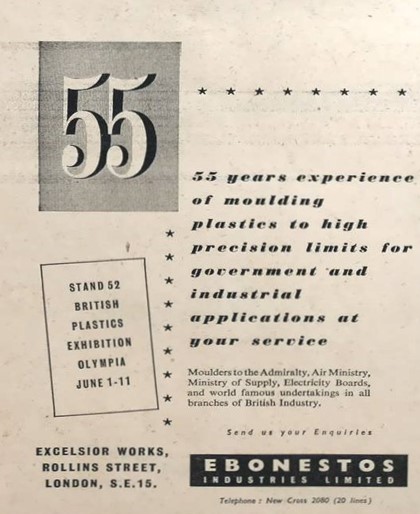 55
55 years experience
of moulding
plastics to high
precision limits for
government and
industrial
applications at
your service
STAND 52
BRITISH
PLASTICS
EXHIBITION
OLYMPIA
JUNE 1-11
Moulders to the Admiralty, Air Ministry,
Ministry of Supply, Electricity Boards,
and world famous undertakings in all
branches of British Industry.
Send us your Enquiries
EXCELSIOR WORKS,
ROLLINS STREET,
LONDON, S.E.15.
EBONESTOS
INDUSTRIES LIMITED
Telephone : New Cross 2080 (20 lines)